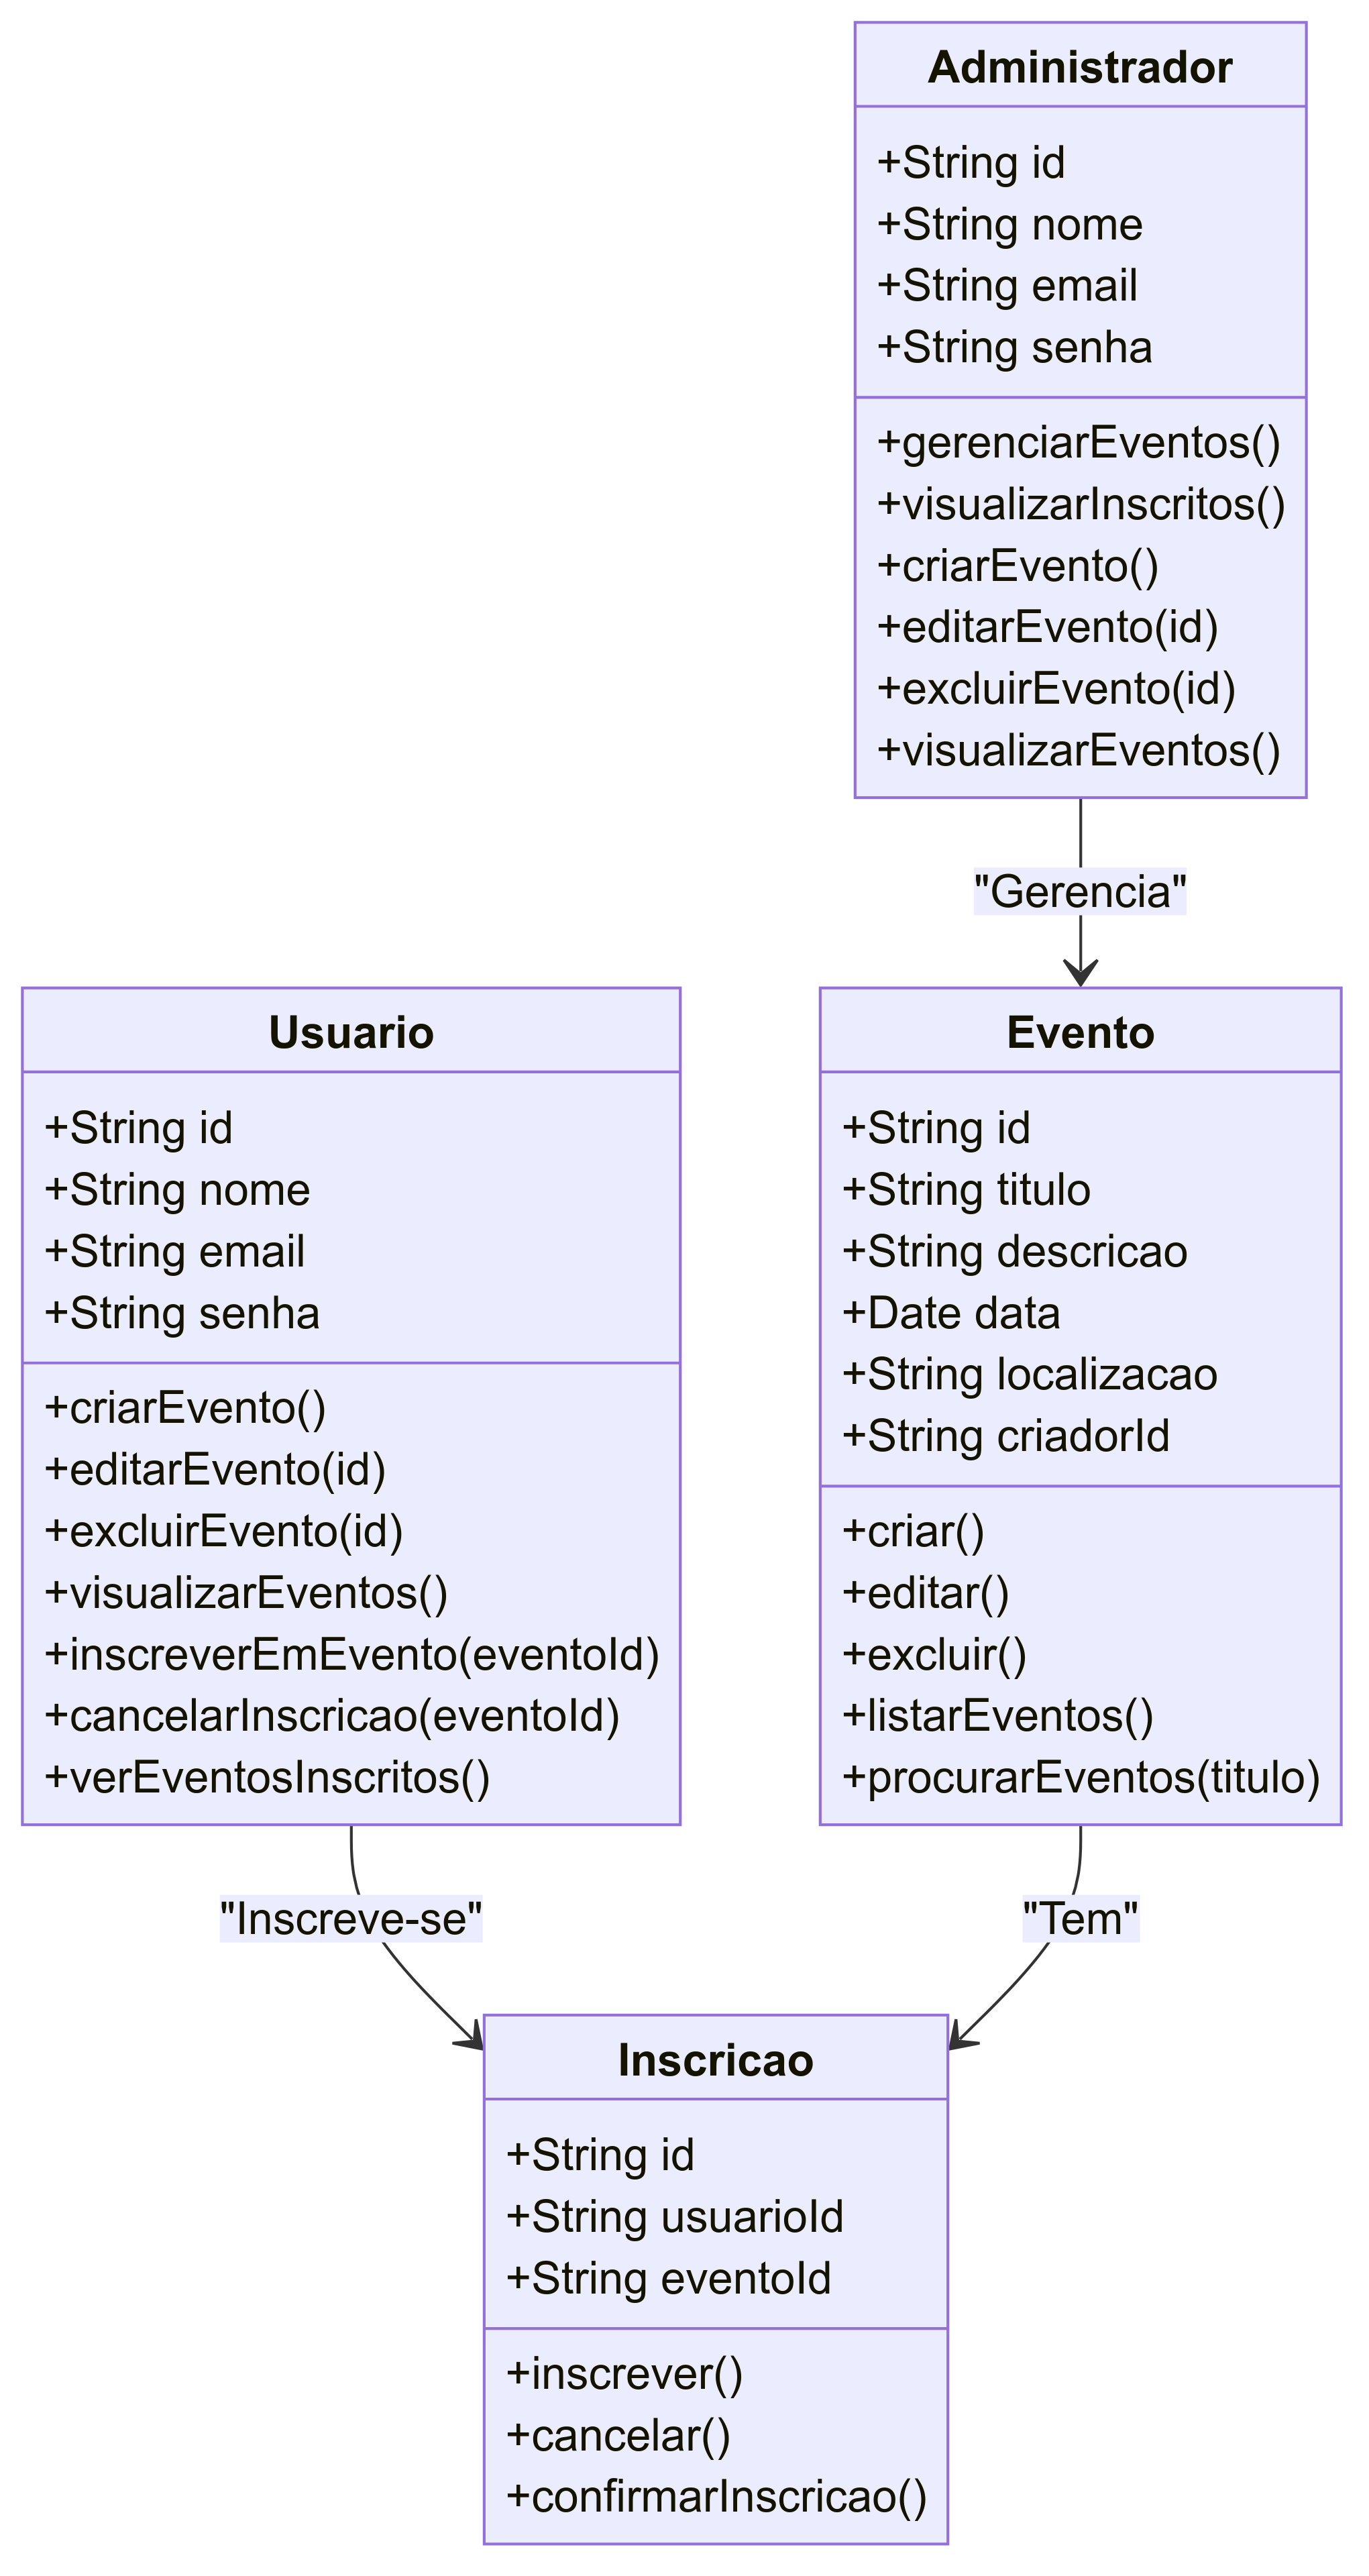 Administrador
+String id
+String nome
+String email
+String senha
+gerenciarEventos()
+visualizarInscritos()
+criarEvento()
+editarEvento(id)
+excluirEvento(id)
+visualizarEventos()
"Gerencia"
Usuario
+String id
+String nome
+String email
+String senha
+criarEvento()
+editarEvento(id)
+excluirEvento(id)
+visualizarEventos()
+inscreverEmEvento(eventoId)
+cancelarInscricao(eventoId)
+verEventosInscritos()
Evento
+String id
+String titulo
+String descricao
+Date data
+String localizacao
+String criadorId
+criar()
+editar()
+excluir()
+listarEventos()
+procurarEventos(titulo)
"Inscreve-se"
"Tem"
Inscricao
+String id
+String usuarioId
+String eventoId
+inscrever()
+cancelar()
+confirmarInscricao()